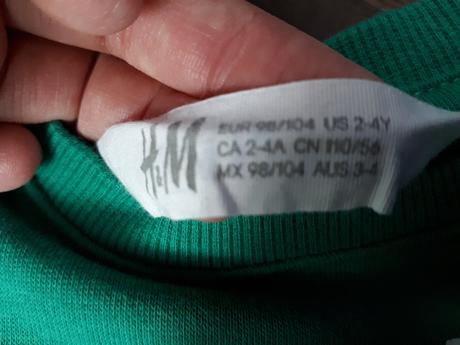 H&M
EUR 98/104 US 2-4Y
CA 2-4A CN 110/56
MX 98/104 AUS 3-4